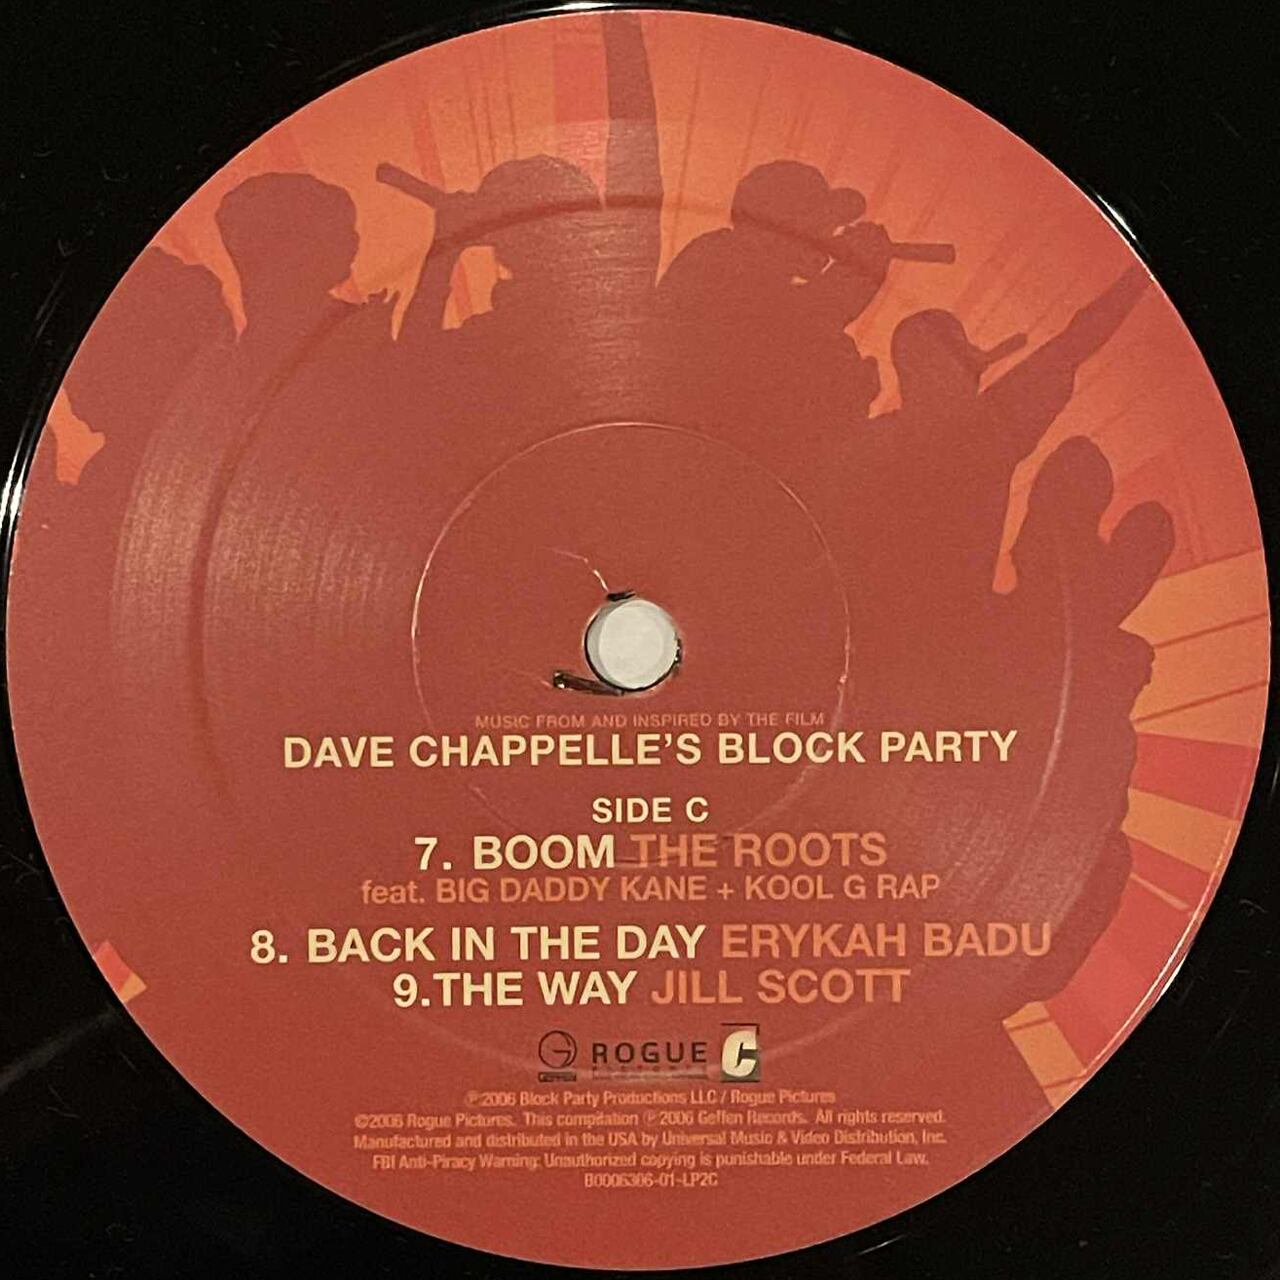 MUSIC FROM AND INSPIRED BY THE FILM
DAVE CHAPPELLE'S BLOCK PARTY
SIDE C
7. BOOM THE ROOTS
feat. BIG DADDY KANE + KOOL G RAP
8. BACK IN THE DAY ERYKAH BADU
9.THE WAY JILL SCOTT
ROGUE
PICTURES
℗2006 Block Party Productions LLC / Rogue Pictures
©2006 Rogue Pictures. This compilation ℗2006 Geffen Records. All rights reserved.
Manufactured and distributed in the USA by Universal Music & Video Distribution, Inc.
FBI Anti-Piracy Warning: Unauthorized copying is punishable under Federal Law.
B0006306-01-LP2C